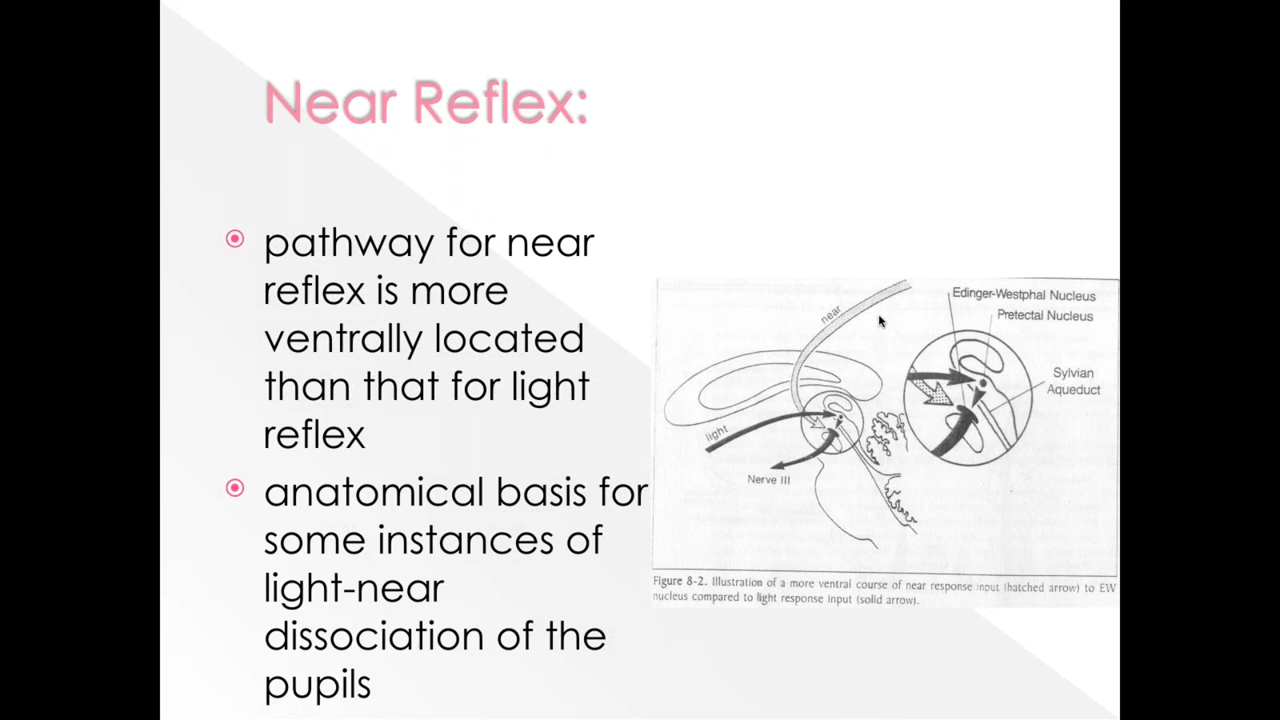 Near Reflex:
pathway for near
reflex is more
ventrally located
than that for light
reflex
anatomical basis for
some instances of
light-near
dissociation of the
pupils
near
light
Nerve III
Edinger-Westphal Nucleus
Pretectal Nucleus
Sylvian
Aqueduct
Figure 8-2. Illustration of a more ventral course of near response input (hatched arrow) to EW
nucleus compared to light response input (solid arrow).